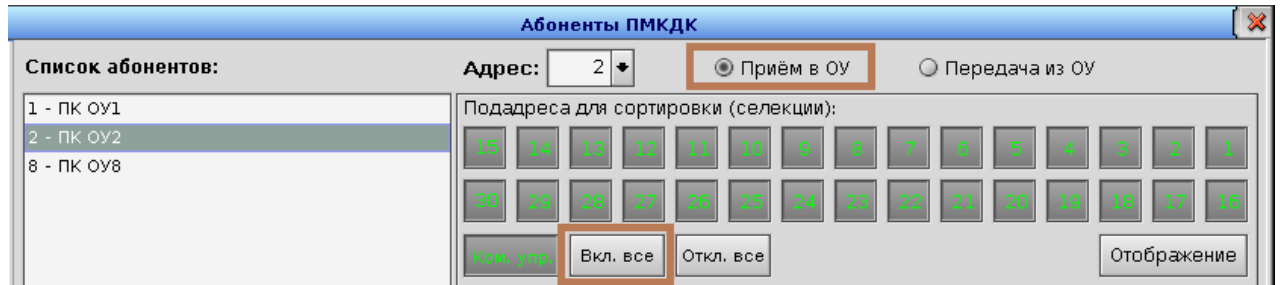 Абоненты ПМКДК
Список абонентов:
Адрес: 2 Приём в ОУ Передача из ОУ
1 - ПК ОУ1
2 - ПК ОУ2
8 - ПК ОУ8
Подадреса для сортировки (селекции):
15 14 13 12 11 10 9 8 7 6 5 4 3 2 1
30 29 28 27 26 25 24 23 22 21 20 19 18 17 16
Ком. упр. Вкл. все Откл. все Отображение